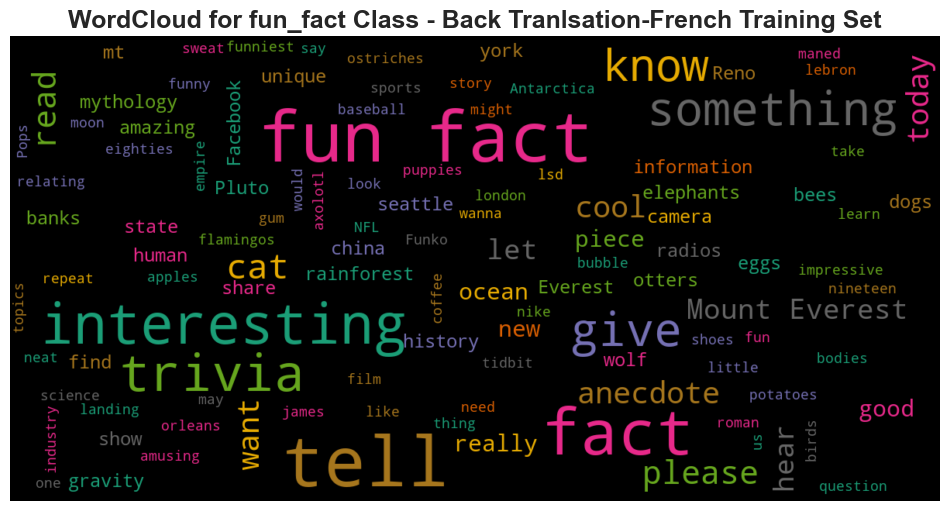 WordCloud for fun_fact Class - Back Tranlsation-French Training Set
mt
sweat
funniest
say
ostriches
york
know
maned
lebron
Reno
today
read
funny
unique
sports
story
Antarctica
something
mythology
Facebook
baseball
might
moon
amazing
fun fact
Pops
eighties
empire
take
relating
Pluto
would
axolotl
look
puppies
lsd
information
london
elephants
bees
dogs
banks
seattle
wanna
cool
camera
learn
state
gum
NFL
flamingos
china
Funko
let
piece
radios
human
cat
rainforest
bubble
eggs
impressive
repeat
apples
share
coffee
ocean
Everest
otters
nineteen
topics
nike
Mount Everest
interesting
history
new
give
shoes
fun
neat
find
trivia
tidbit
wolf
little
bodies
science
film
anecdote
potatoes
may
landing
want
james
like
need
good
industry
orleans
thing
fact
roman
show
tell
really
us
hear
birds
amusing
one
gravity
please
question